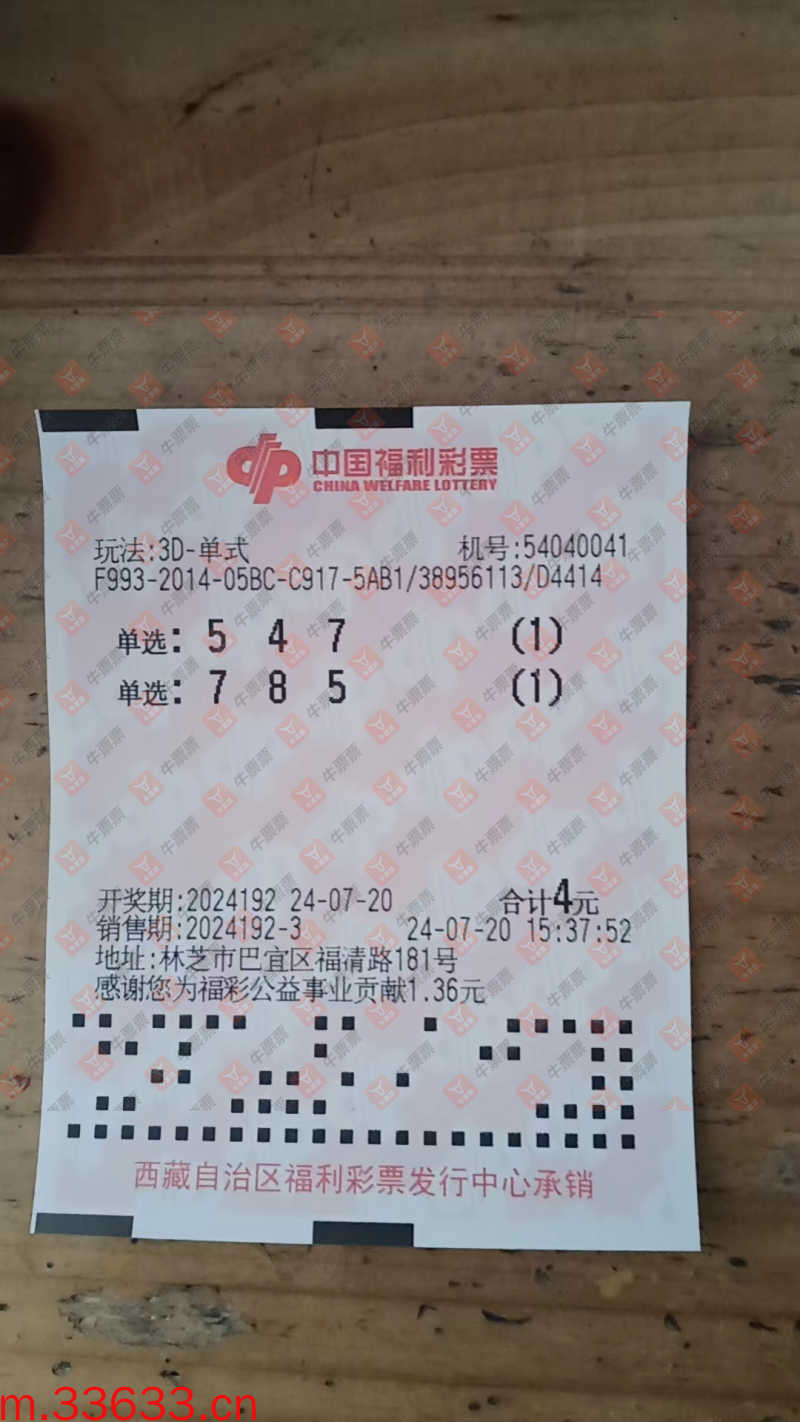 中国福利彩票
CHINA WELFARE LOTTERY
玩法:3D-单式 机号:54040041
F993-2014-05BC-C917-5AB1/38956113/D4414
单选: 5 4 7 (1)
单选: 7 8 5 (1)
开奖期:2024192 24-07-20 合计4元
销售期:2024192-3 24-07-20 15:37:52
地址:林芝市巴宜区福清路181号
感谢您为福彩公益事业贡献1.36元
西藏自治区福利彩票发行中心承销
牛票票
m.33633.cn